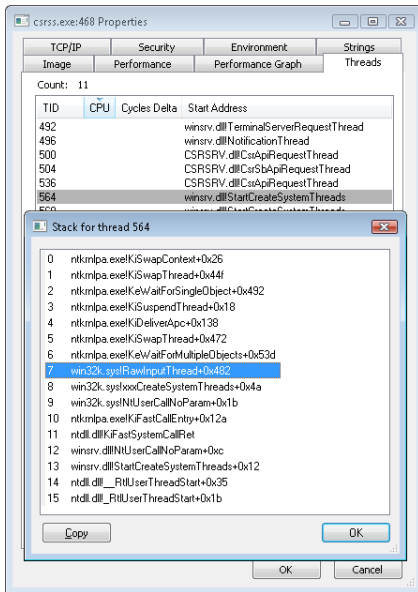 csrss.exe:468 Properties
TCP/IP Security Environment Strings
Image Performance Performance Graph Threads
Count: 11
TID CPU Cycles Delta Start Address
492 winsrv.dll!TerminalServerRequestThread
496 winsrv.dll!NotificationThread
500 CSRSRV.dll!CsrApiRequestThread
504 CSRSRV.dll!CsrSbApiRequestThread
536 CSRSRV.dll!CsrApiRequestThread
564 winsrv.dll!StartCreateSystemThreads
Stack for thread 564
0 ntkrnlpa.exe!KiSwapContext+0x26
1 ntkrnlpa.exe!KiSwapThread+0x44f
2 ntkrnlpa.exe!KeWaitForSingleObject+0x492
3 ntkrnlpa.exe!KiSuspendThread+0x18
4 ntkrnlpa.exe!KiDeliverApc+0x138
5 ntkrnlpa.exe!KiSwapThread+0x472
6 ntkrnlpa.exe!KeWaitForMultipleObjects+0x53d
7 win32k.sys!RawInputThread+0x482
8 win32k.sys!xxxCreateSystemThreads+0x4a
9 win32k.sys!NtUserCallNoParam+0x1b
10 ntkrnlpa.exe!KiFastCallEntry+0x12a
11 ntdll.dll!KiFastSystemCallRet
12 winsrv.dll!NtUserCallNoParam+0xc
13 winsrv.dll!StartCreateSystemThreads+0x12
14 ntdll.dll!__RtlUserThreadStart+0x35
15 ntdll.dll!_RtlUserThreadStart+0x1b
Copy OK
OK Cancel